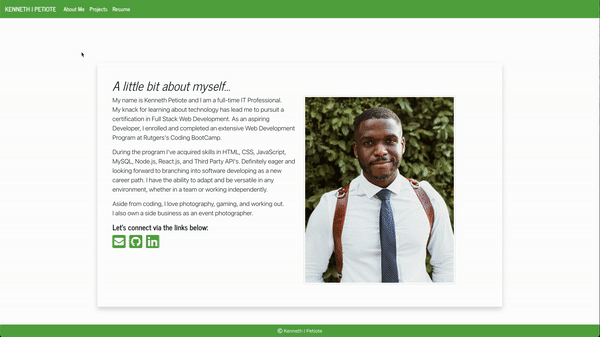 KENNETH I PETIOTE About Me Projects Resume
A little bit about myself...
My name is Kenneth Petiote and I am a full-time IT Professional.
My knack for learning about technology has lead me to pursuit a
certification in Full Stack Web Development. As an aspiring
Developer, I enrolled and completed an extensive Web Development
Program at Rutgers's Coding BootCamp.
During the program I've acquired skills in HTML, CSS, JavaScript,
MySQL, Node.js, React.js, and Third Party API's. Definitely eager and
looking forward to branching into software developing as a new
career path. I have the ability to adapt and be versatile in any
environment, whether in a team or working independently.
Aside from coding, I love photography, gaming, and working out.
I also own a side business as an event photographer.
Let's connect via the links below:
in
© Kenneth I Petiote